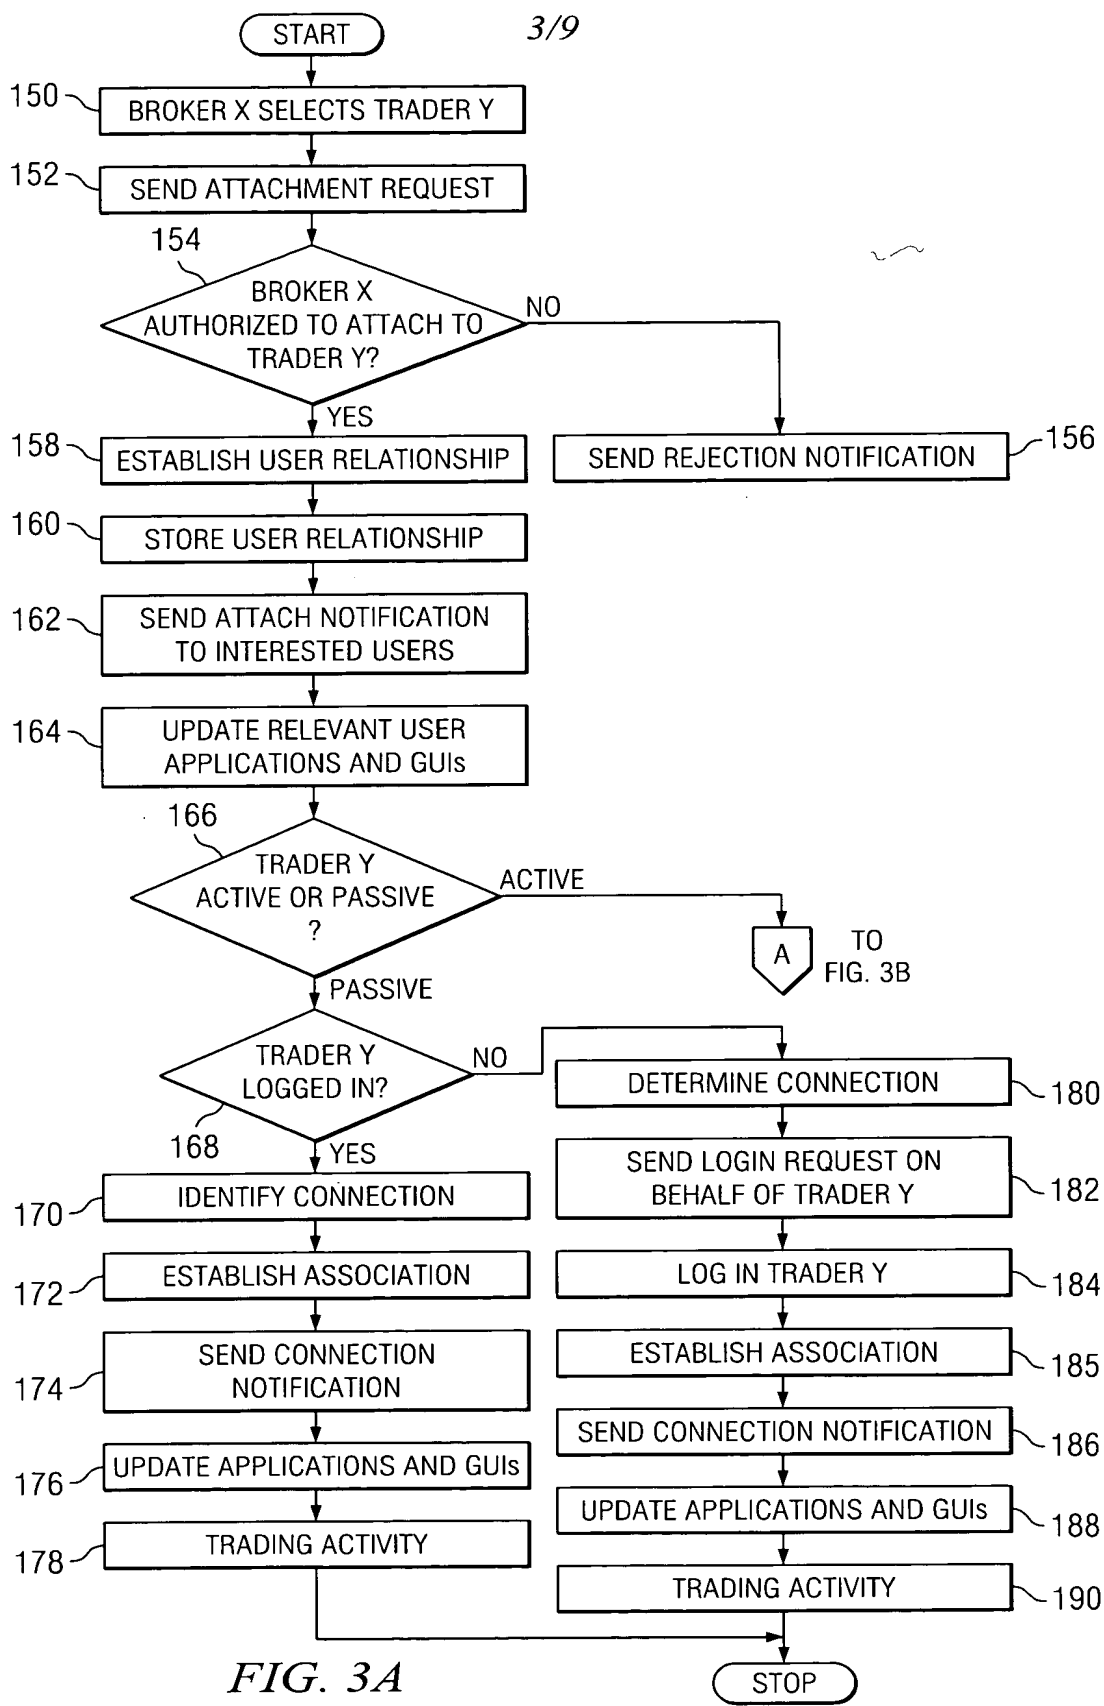 START
3/9
150
BROKER X SELECTS TRADER Y
152
SEND ATTACHMENT REQUEST
154
BROKER X
AUTHORIZED TO ATTACH TO
TRADER Y?
NO
YES
158
ESTABLISH USER RELATIONSHIP
SEND REJECTION NOTIFICATION
156
160
STORE USER RELATIONSHIP
162
SEND ATTACH NOTIFICATION
TO INTERESTED USERS
164
UPDATE RELEVANT USER
APPLICATIONS AND GUIs
166
TRADER Y
ACTIVE OR PASSIVE
?
ACTIVE
A
TO
FIG. 3B
PASSIVE
TRADER Y
LOGGED IN?
168
NO
YES
DETERMINE CONNECTION
180
SEND LOGIN REQUEST ON
BEHALF OF TRADER Y
182
170
IDENTIFY CONNECTION
172
ESTABLISH ASSOCIATION
LOG IN TRADER Y
184
174
SEND CONNECTION
NOTIFICATION
ESTABLISH ASSOCIATION
185
SEND CONNECTION NOTIFICATION
186
176
UPDATE APPLICATIONS AND GUIs
UPDATE APPLICATIONS AND GUIs
188
178
TRADING ACTIVITY
TRADING ACTIVITY
190
STOP
FIG. 3A